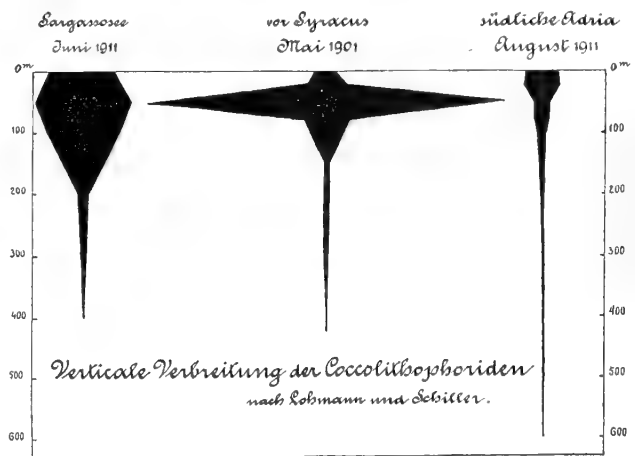 Sargassosee
Juni 1911
vor Syracus
Mai 1901
südliche Adria
August 1911
0m
100
200
300
400
500
600
0m
100
200
300
400
500
600
Verticale Verbreitung der Coccolithophoriden
nach Lohmann und Schiller.